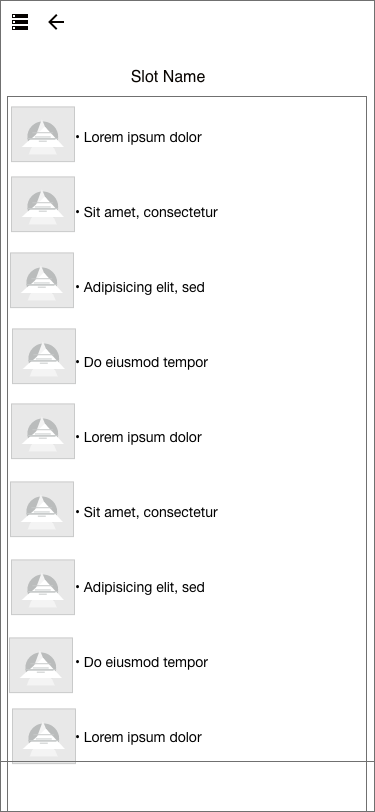 Slot Name
• Lorem ipsum dolor
• Sit amet, consectetur
• Adipisicing elit, sed
• Do eiusmod tempor
• Lorem ipsum dolor
• Sit amet, consectetur
• Adipisicing elit, sed
• Do eiusmod tempor
• Lorem ipsum dolor